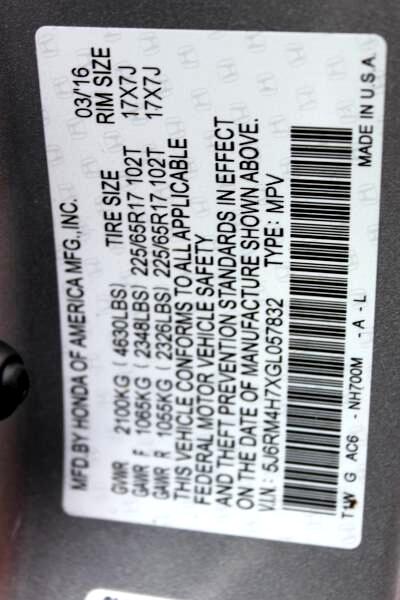 MFD.BY HONDA OF AMERICA MFG.,INC. 03/'16
TIRE SIZE RIM SIZE
GVWR 2100KG (4630LBS)
GAWR F 1065KG (2348LBS) 225/65R17 102T 17X7J
GAWR R 1055KG (2326LBS) 225/65R17 102T 17X7J
THIS VEHICLE CONFORMS TO ALL APPLICABLE
FEDERAL MOTOR VEHICLE SAFETY
AND THEFT PREVENTION STANDARDS IN EFFECT
ON THE DATE OF MANUFACTURE SHOWN ABOVE.
V.I.N: 5J6RM4H7XGL057832 TYPE: MPV
T1W G AC6 -NH700M -A-L MADE IN U.S.A.